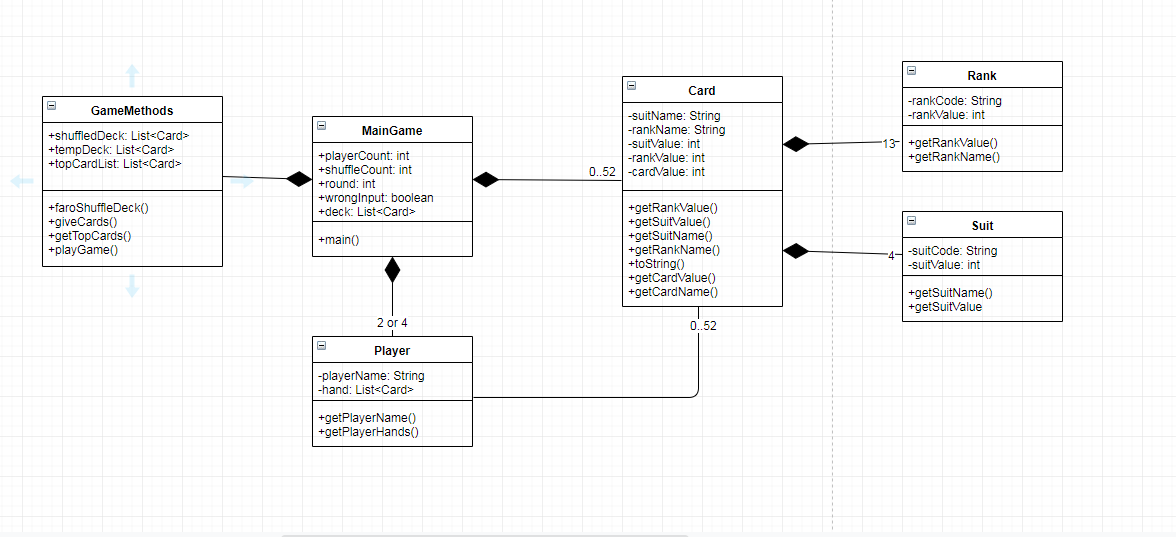 GameMethods
+shuffledDeck: List<Card>
+tempDeck: List<Card>
+topCardList: List<Card>
+faroShuffleDeck()
+giveCards()
+getTopCards()
+playGame()
MainGame
+playerCount: int
+shuffleCount: int
+round: int
+wrongInput: boolean
+deck: List<Card>
+main()
2 or 4
Player
-playerName: String
-hand: List<Card>
+getPlayerName()
+getPlayerHands()
0..52
Card
-suitName: String
-rankName: String
-suitValue: int
-rankValue: int
-cardValue: int
+getRankValue()
+getSuitValue()
+getSuitName()
+getRankName()
+toString()
+getCardValue()
+getCardName()
0..52
13
Rank
-rankCode: String
-rankValue: int
+getRankValue()
+getRankName()
4
Suit
-suitCode: String
-suitValue: int
+getSuitName()
+getSuitValue